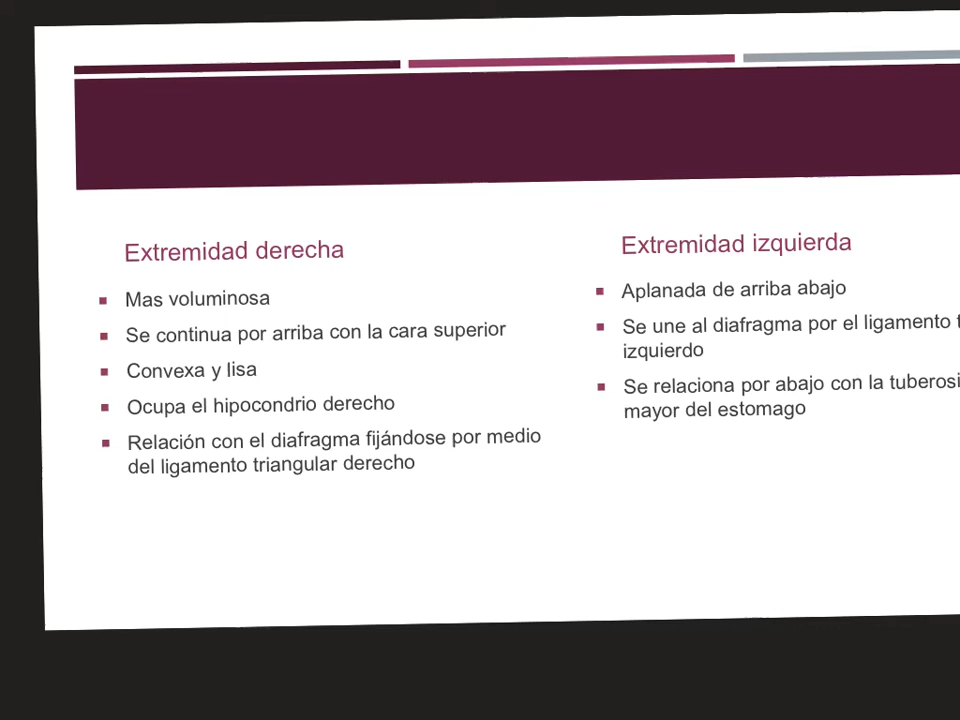 Extremidad derecha
Mas voluminosa
Se continua por arriba con la cara superior
Convexa y lisa
Ocupa el hipocondrio derecho
Relación con el diafragma fijándose por medio
del ligamento triangular derecho
Extremidad izquierda
Aplanada de arriba abajo
Se une al diafragma por el ligamento
izquierdo
Se relaciona por abajo con la
mayor del estomago